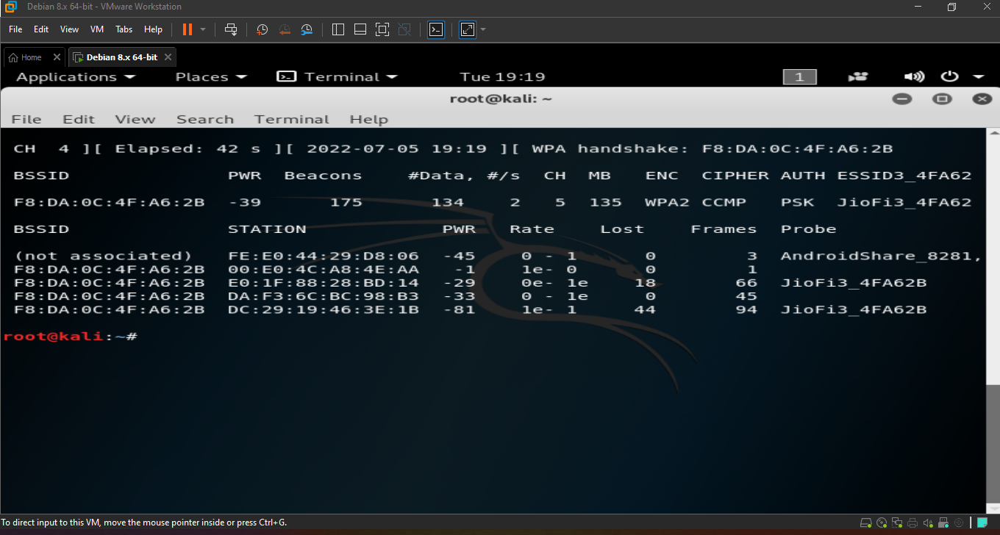 Debian 8.x 64-bit - VMware Workstation
File Edit View VM Tabs Help
Home Debian 8.x 64-bit
Applications Places Terminal Tue 19:19 1
root@kali: ~
File Edit View Search Terminal Help
CH 4 ][ Elapsed: 42 s ][ 2022-07-05 19:19 ][ WPA handshake: F8:DA:0C:4F:A6:2B
BSSID PWR Beacons #Data, #/s CH MB ENC CIPHER AUTH ESSID3_4FA62
F8:DA:0C:4F:A6:2B -39 175 134 2 5 135 WPA2 CCMP PSK JioFi3_4FA62
BSSID STATION PWR Rate Lost Frames Probe
(not associated) FE:E0:44:29:D8:06 -45 0 - 1 0 3 AndroidShare_8281,
F8:DA:0C:4F:A6:2B 00:E0:4C:A8:4E:AA -1 1e- 0 0 1
F8:DA:0C:4F:A6:2B E0:1F:88:28:BD:14 -29 0e- 1e 18 66 JioFi3_4FA62B
F8:DA:0C:4F:A6:2B DA:F3:6C:BC:98:B3 -33 0 - 1e 0 45
F8:DA:0C:4F:A6:2B DC:29:19:46:3E:1B -81 1e- 1 44 94 JioFi3_4FA62B
root@kali:~#
To direct input to this VM, move the mouse pointer inside or press Ctrl+G.